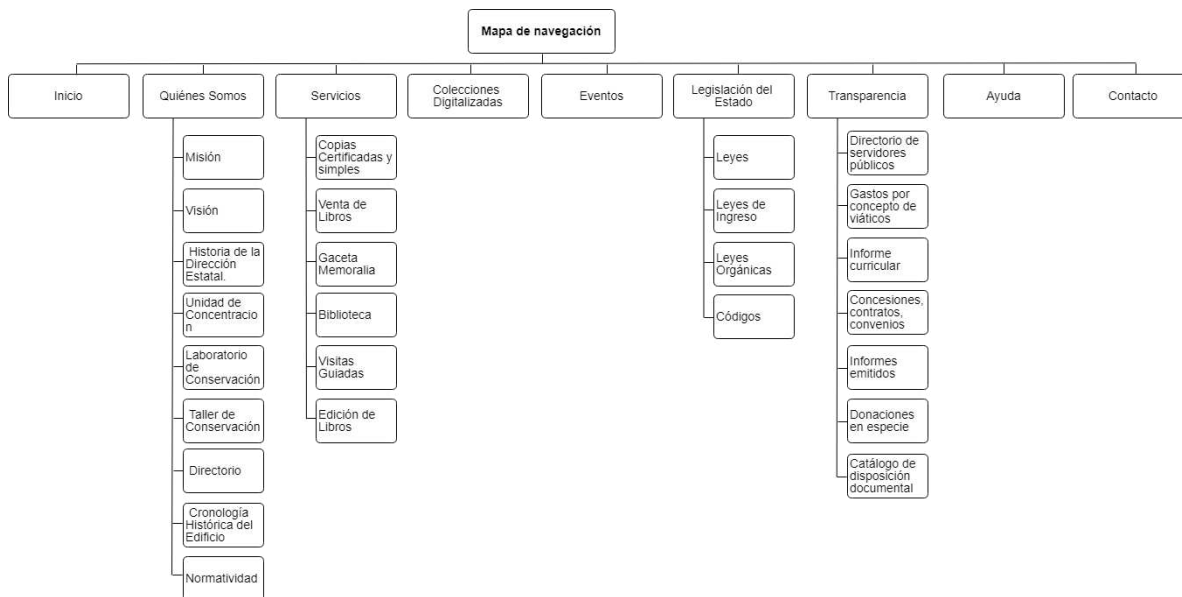 Mapa de navegación
Inicio
Quiénes Somos
Servicios
Colecciones
Digitalizadas
Eventos
Legislación del
Estado
Transparencia
Ayuda
Contacto
Misión
Visión
Historia de la
Dirección
Estatal.
Unidad de
Concentracio
n
Laboratorio
de
Conservación
Taller de
Conservación
Directorio
Cronología
Histórica del
Edificio
Normatividad
Copias
Certificadas y
simples
Venta de
Libros
Gaceta
Memoralia
Biblioteca
Visitas
Guiadas
Edición de
Libros
Leyes
Leyes de
Ingreso
Leyes
Orgánicas
Códigos
Directorio de
servidores
públicos
Gastos por
concepto de
viáticos
Informe
curricular
Concesiones,
contratos,
convenios
Informes
emitidos
Donaciones
en especie
Catálogo de
disposición
documental